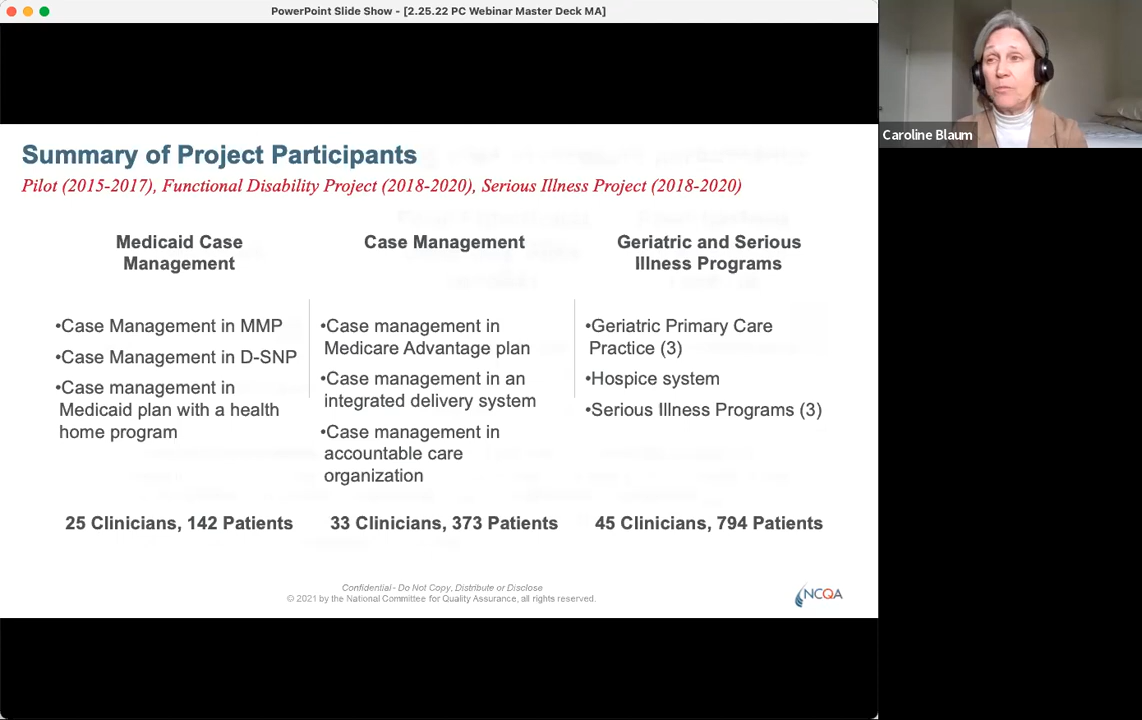 PowerPoint Slide Show - [2.25.22 PC Webinar Master Deck MA]
Caroline Blaum
Summary of Project Participants
Pilot (2015-2017), Functional Disability Project (2018-2020), Serious Illness Project (2018-2020)
Medicaid Case
Management
•Case Management in MMP
•Case Management in D-SNP
•Case management in
Medicaid plan with a health
home program
25 Clinicians, 142 Patients
Case Management
•Case management in
Medicare Advantage plan
•Case management in an
integrated delivery system
•Case management in
accountable care
organization
33 Clinicians, 373 Patients
Geriatric and Serious
Illness Programs
•Geriatric Primary Care
Practice (3)
•Hospice system
•Serious Illness Programs (3)
45 Clinicians, 794 Patients
Confidential - Do Not Copy, Distribute or Disclose
© 2021 by the National Committee for Quality Assurance, all rights reserved.
NCQA